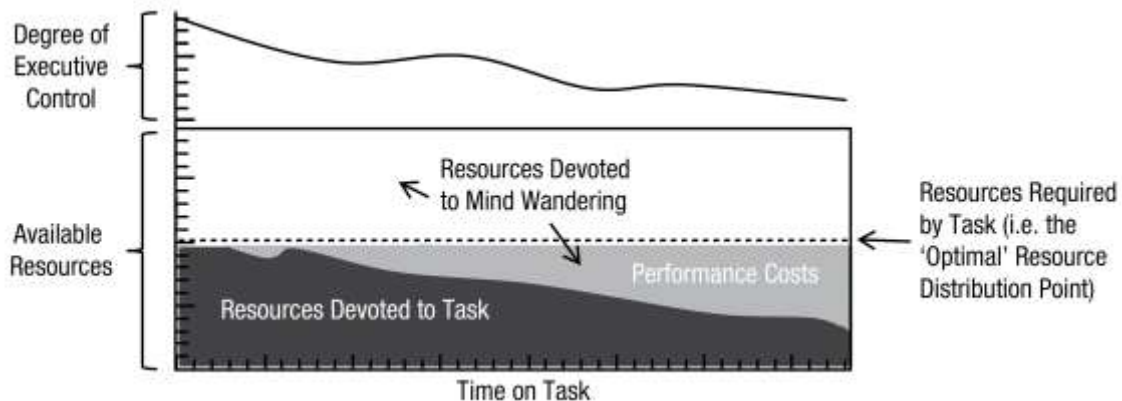 Degree of
Executive
Control
Resources Devoted
to Mind Wandering
Resources Required
by Task (i.e. the
‘Optimal’ Resource
Distribution Point)
Available
Resources
Performance Costs
Resources Devoted to Task
Time on Task